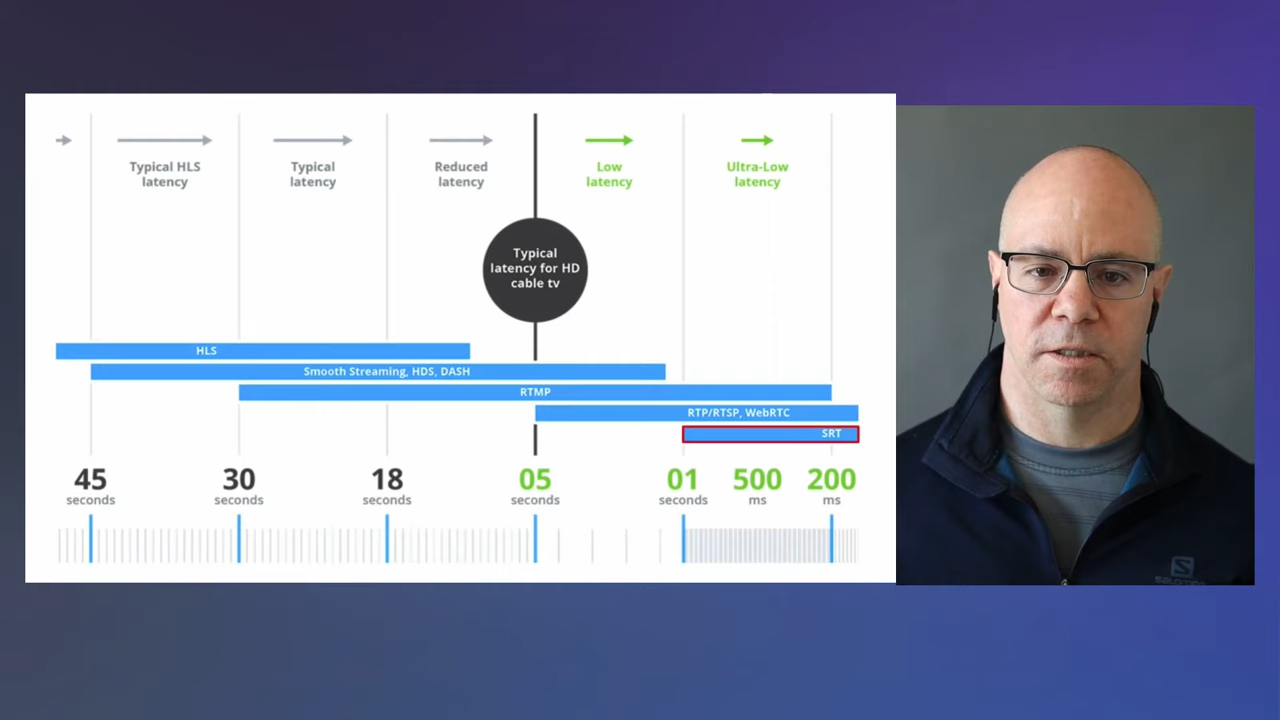 Typical HLS
latency
Typical
latency
Reduced
latency
Low
latency
Ultra-Low
latency
Typical
latency for HD
cable tv
HLS
Smooth Streaming, HDS, DASH
RTMP
RTP/RTSP, WebRTC
SRT
45
seconds
30
seconds
18
seconds
05
seconds
01
seconds
500
ms
200
ms